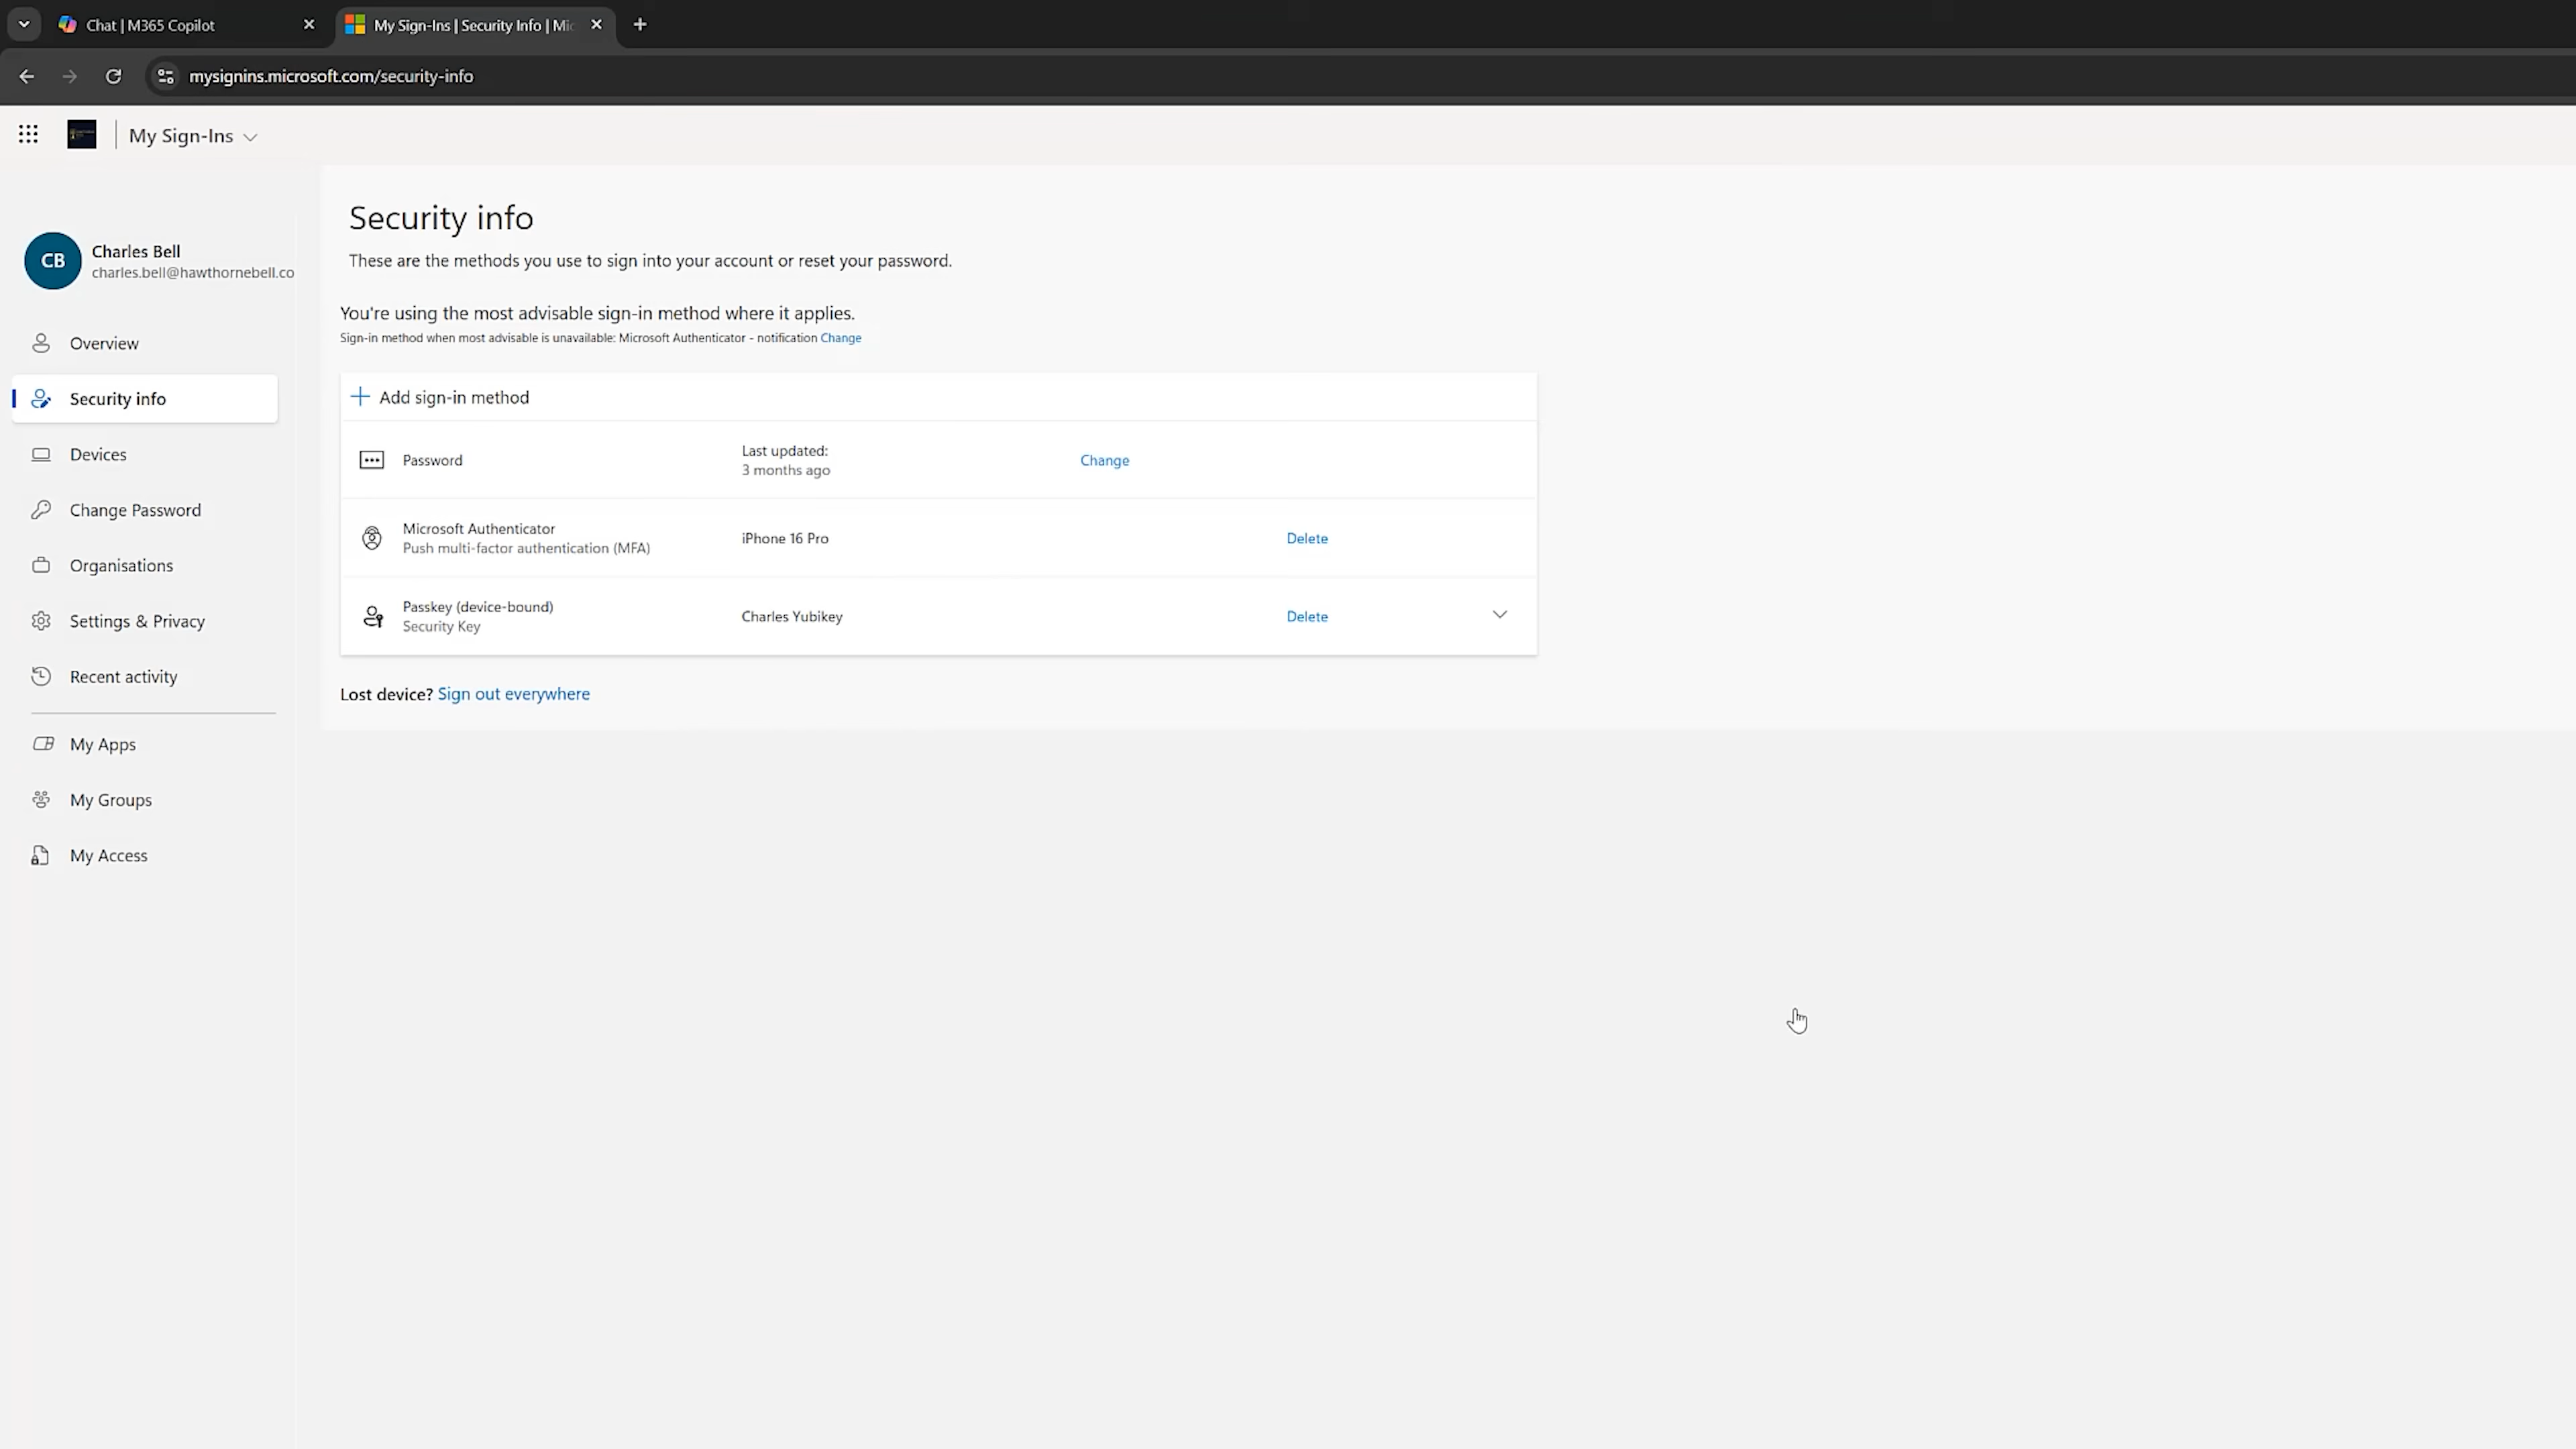 Chat | M365 Copilot
My Sign-Ins | Security Info | Mic
mysignins.microsoft.com/security-info
My Sign-Ins
CB
Charles Bell
charles.bell@hawthornebell.co
Overview
Security info
Devices
Change Password
Organisations
Settings & Privacy
Recent activity
My Apps
My Groups
My Access
Security info
These are the methods you use to sign into your account or reset your password.
You're using the most advisable sign-in method where it applies.
Sign-in method when most advisable is unavailable: Microsoft Authenticator - notification Change
Add sign-in method
Password
Last updated:
3 months ago
Change
Microsoft Authenticator
Push multi-factor authentication (MFA)
iPhone 16 Pro
Delete
Passkey (device-bound)
Security Key
Charles Yubikey
Delete
Lost device? Sign out everywhere